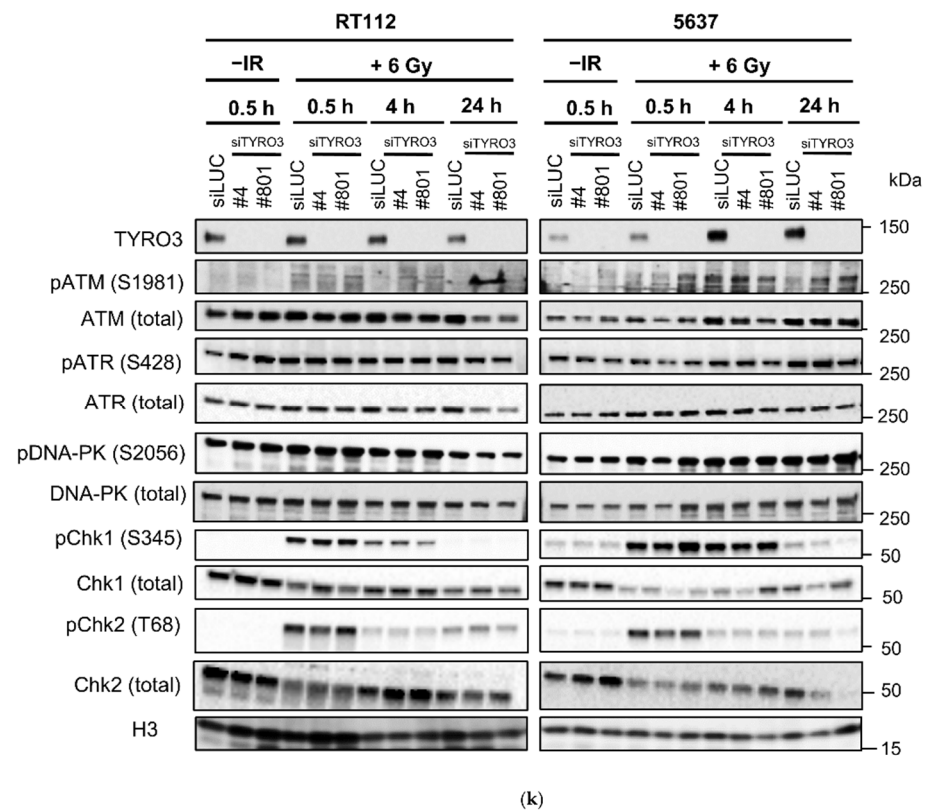 RT112 5637
−IR + 6 Gy −IR + 6 Gy
0.5 h 0.5 h 4 h 24 h 0.5 h 0.5 h 4 h 24 h
siTYRO3 siTYRO3 siTYRO3 siTYRO3 siTYRO3 siTYRO3 siTYRO3 siTYRO3
siLUC #4 #801 siLUC #4 #801 siLUC #4 #801 siLUC #4 #801 siLUC #4 #801 siLUC #4 #801 siLUC #4 #801 siLUC #4 #801 kDa
TYRO3 150
pATM (S1981) 250
ATM (total) 250
pATR (S428) 250
ATR (total) 250
pDNA-PK (S2056) 250
DNA-PK (total) 250
pChk1 (S345) 50
Chk1 (total) 50
pChk2 (T68) 50
Chk2 (total) 50
H3 15
(k)